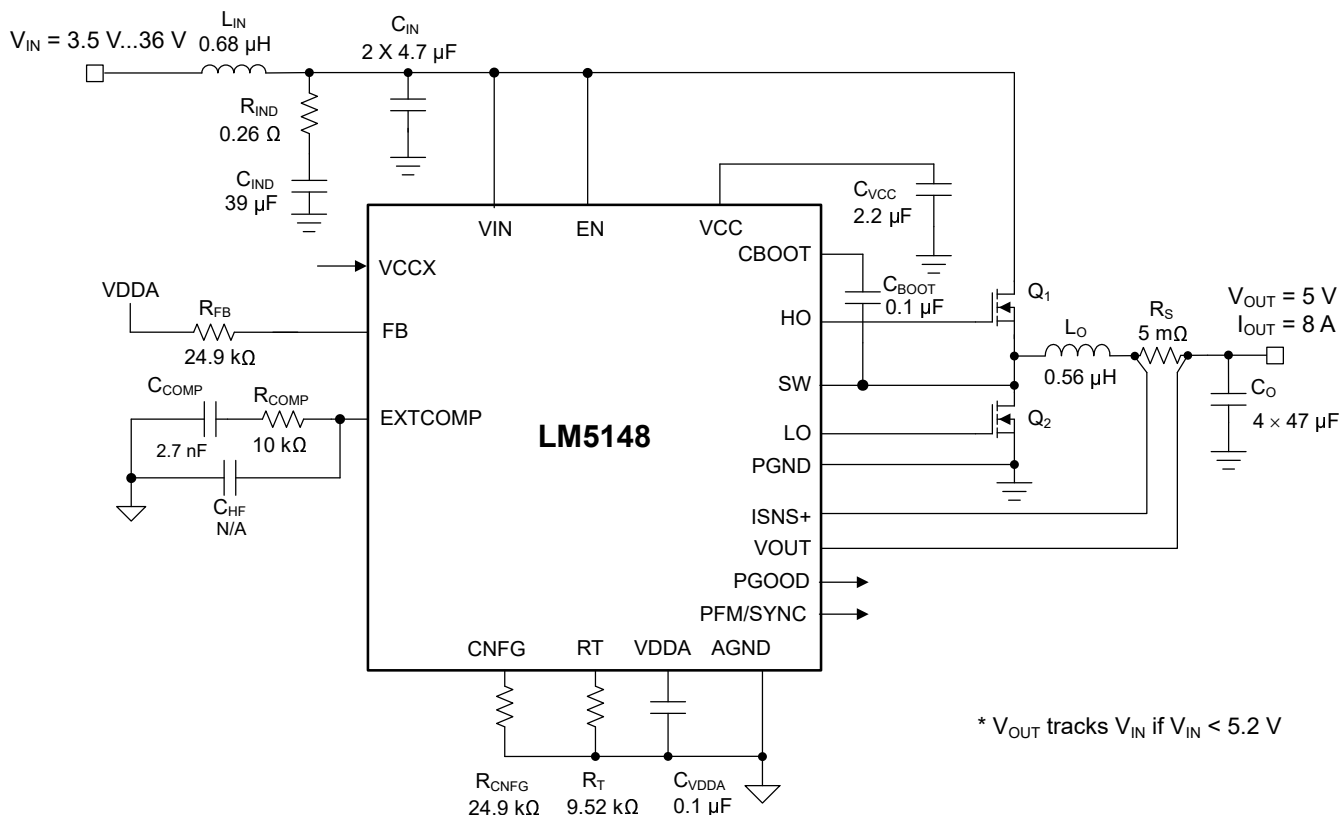 V_IN = 3.5 V...36 V
L_IN
0.68 µH
C_IN
2 X 4.7 µF
R_IND
0.26 Ω
C_IND
39 µF
VIN
EN
VCC
C_VCC
2.2 µF
CBOOT
C_BOOT
0.1 µF
VCCX
VDDA
R_FB
24.9 kΩ
FB
HO
Q_1
V_OUT = 5 V
I_OUT = 8 A
L_O
0.56 µH
R_S
5 mΩ
C_COMP
2.7 nF
R_COMP
10 kΩ
EXTCOMP
C_HF
N/A
LM5148
SW
LO
Q_2
C_O
4 × 47 µF
PGND
ISNS+
VOUT
PGOOD
PFM/SYNC
CNFG
RT
VDDA
AGND
R_CNFG
24.9 kΩ
R_T
9.52 kΩ
C_VDDA
0.1 µF
* V_OUT tracks V_IN if V_IN < 5.2 V